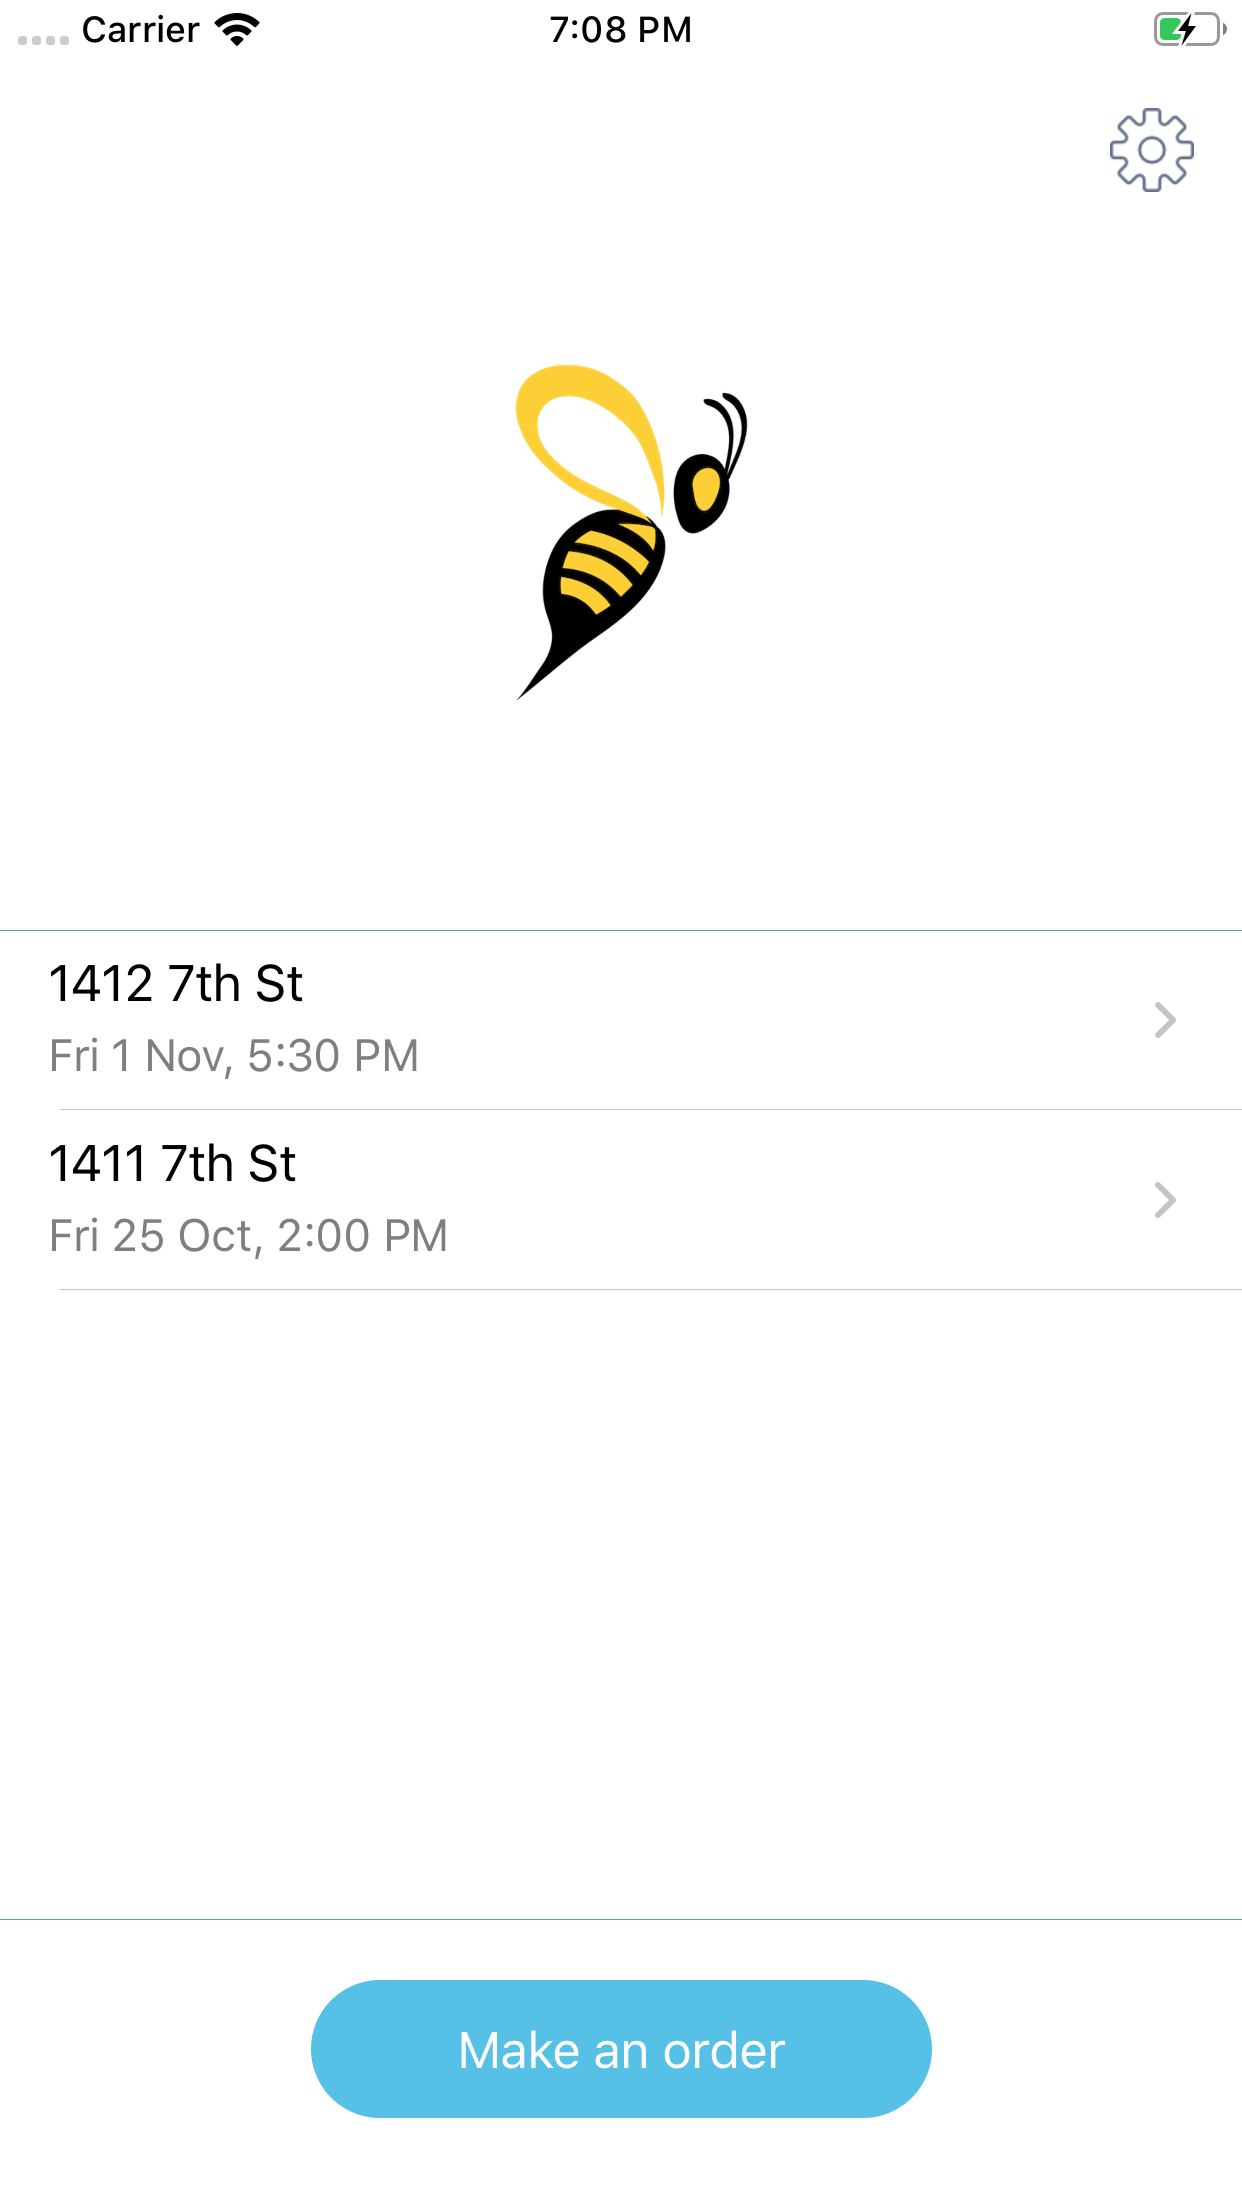 Carrier
7:08 PM
1412 7th St
Fri 1 Nov, 5:30 PM
1411 7th St
Fri 25 Oct, 2:00 PM
Make an order